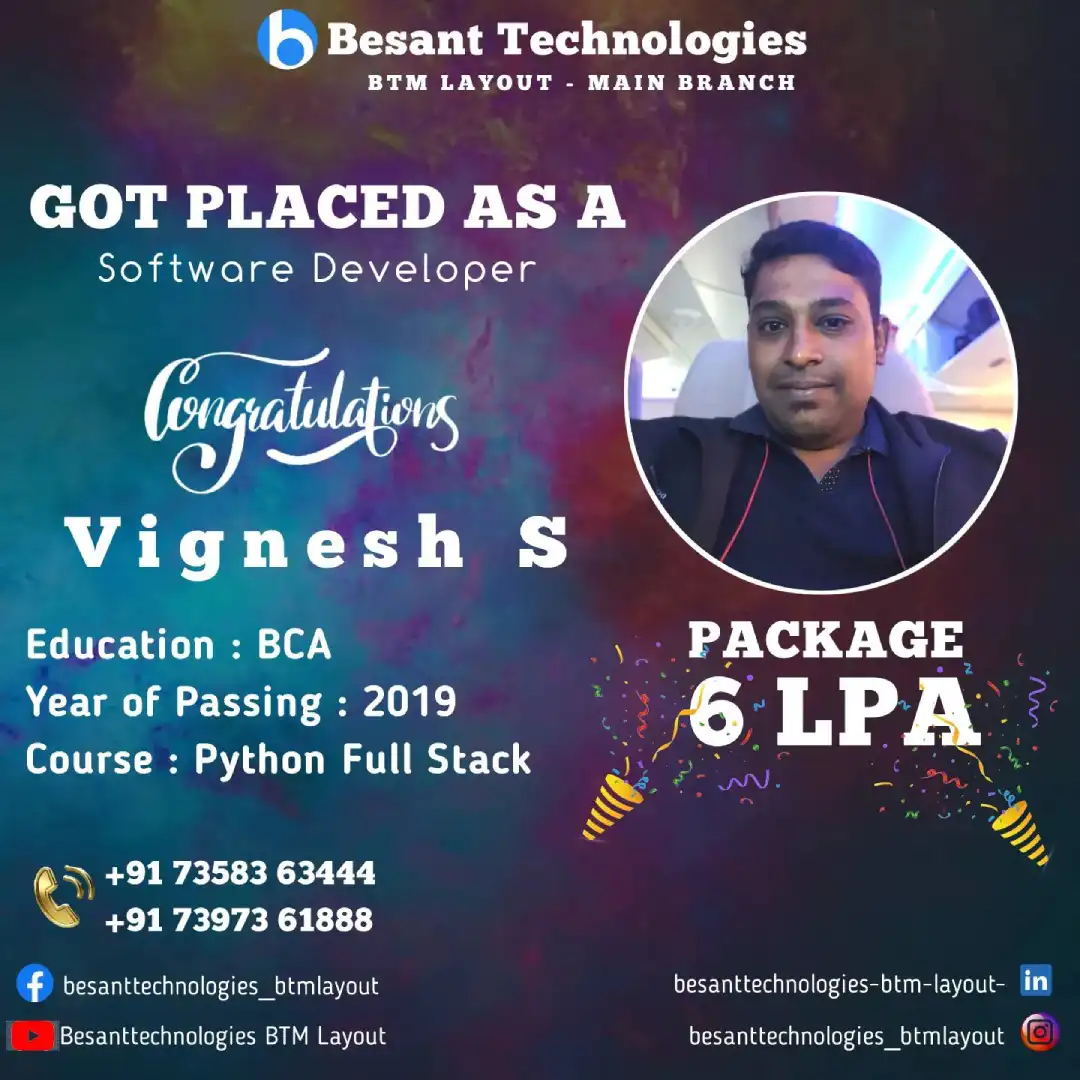 Besant Technologies
BTM LAYOUT - MAIN BRANCH
GOT PLACED AS A
Software Developer
Congratulations
Vignesh S
Education : BCA
Year of Passing : 2019
Course : Python Full Stack
PACKAGE
6 LPA
+91 73583 63444
+91 73973 61888
besanttechnologies_btmlayout
Besanttechnologies BTM Layout
besanttechnologies-btm-layout-
besanttechnologies_btmlayout